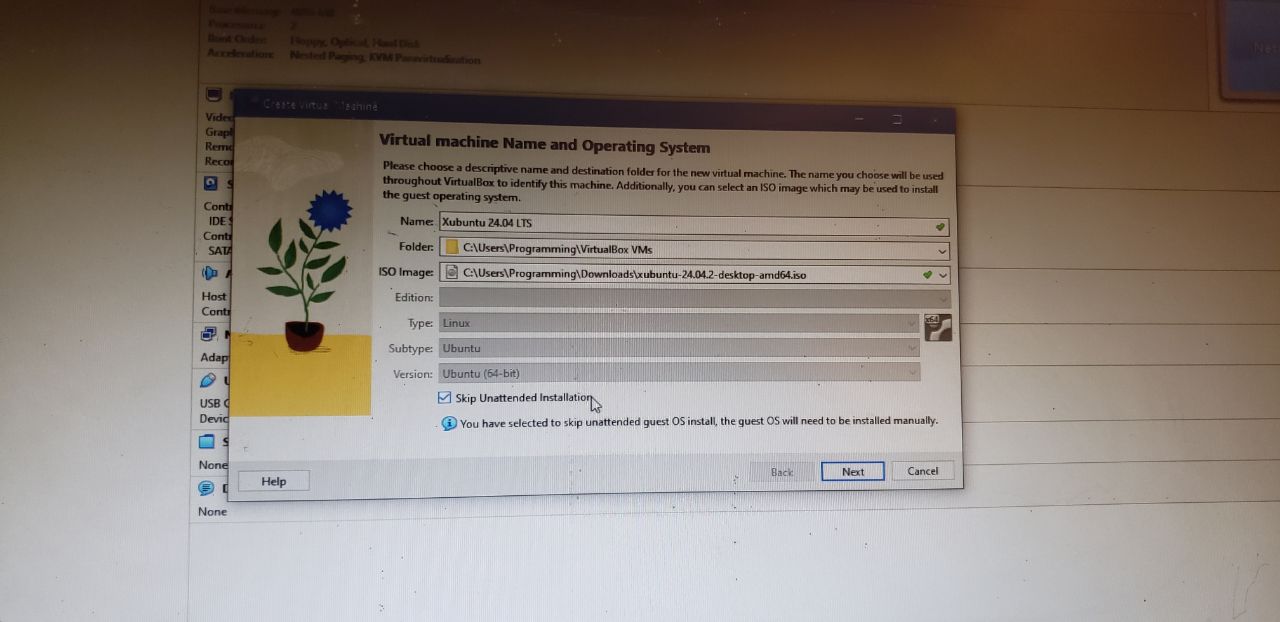 Base Memory:
Processors: 2
Boot Order: Floppy, Optical, Hard Disk
Acceleration: Nested Paging, KVM Paravirtualization
Create Virtual Machine
Virtual machine Name and Operating System
Please choose a descriptive name and destination folder for the new virtual machine. The name you choose will be used
throughout VirtualBox to identify this machine. Additionally, you can select an ISO image which may be used to install
the guest operating system.
Name: Xubuntu 24.04 LTS
Folder: C:\Users\Programming\VirtualBox VMs
ISO Image: C:\Users\Programming\Downloads\xubuntu-24.04.2-desktop-amd64.iso
Edition:
Type: Linux
x64
Subtype: Ubuntu
Version: Ubuntu (64-bit)
Skip Unattended Installation
You have selected to skip unattended guest OS install, the guest OS will need to be installed manually.
Help
Back
Next
Cancel
Video
Grap
Remo
Reco
S
Contr
IDE S
Contr
SATA
Host
Contr
Adap
USB C
Devic
S
None
None
Net